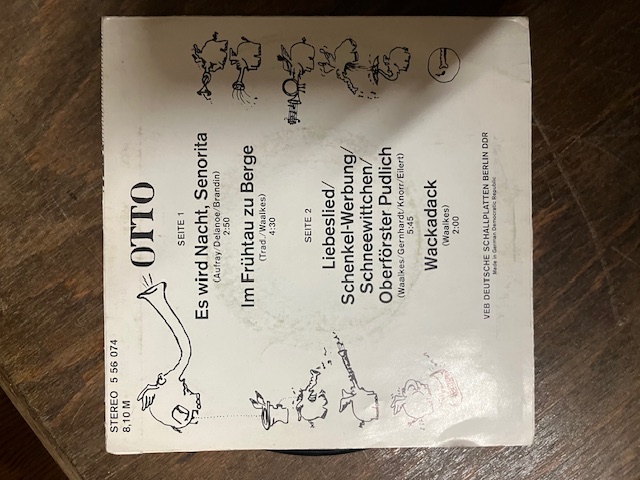 STEREO 5 56 074
8,10 M
OTTO
SEITE 1
Es wird Nacht, Senorita
(Aufray/Delanoe/Brandin)
2:50
Im Frühtau zu Berge
(Trad./Waalkes)
4:30
SEITE 2
Liebeslied/
Schenkel-Werbung/
Schneewittchen/
Oberförster Pudlich
(Waalkes/Gernhardt/Knorr/Eilert)
5:45
Wackadack
(Waalkes)
2:00
VEB DEUTSCHE SCHALLPLATTEN BERLIN DDR
Made in German Democratic Republic